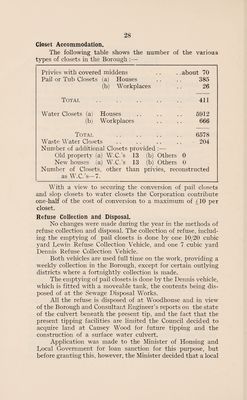 28
Closet Accommodation.
The following table shows the number of the various
types of closets in the Borough :—
Privies with covered middens .. .. about 70
Pail or Tub Closets (a) Houses .. .. 385
(b) Workplaces .. 26
TOTAL .. .. .. 411
Water Closets (a) Houses .. .. .. 5912
(b) Workplaces .. .. 666
TOTAL .. .. .. 6578
Waste Water Closets .. .. .. 204
Number of additional Closets provided :—
Old property (a) W.C.'s 13 (b) Others 0
New houses (a) W.C.'s 13 (b) Others 0
Number of Closets, other than privies, reconstructed
as W.C.'s—7.
With a view to securing the conversion of pail closets
and slop closets to water closets the Corporation contribute
one-half of the cost of conversion to a maximum of £10 per
closet.
Refuse Collection and Disposal.
No changes were made during the year in the methods of
refuse collection and disposal. The collection of refuse, includ-
ing the emptying of pail closets is done by one 10/20 cubic
yard Lewin Refuse Collection Vehicle, and one 7 cubic yard
Dennis Refuse Collection Vehicle.
Both vehicles are used full time on the work, providing a
weekly collection in the Borough, except for certain outlying
districts where a fortnightly collection is made.
The emptying of pail closets is done by the Dennis vehicle,
which is fitted with a moveable tank, the contents being dis-
posed of at the Sewage Disposal Works.
All the refuse is disposed of at Woodhouse and in view
of the Borough and Consultant Engineer's reports on the state
of the culvert beneath the present tip, and the fact that the
present tipping facilities are limited the Council decided to
acquire land at Causey Wood for future tipping and the
construction of a surface water culvert.
Application was made to the Minister of Housing and
Local Government for loan sanction for this purpose, but
before granting this, however, the Minister decided that a local